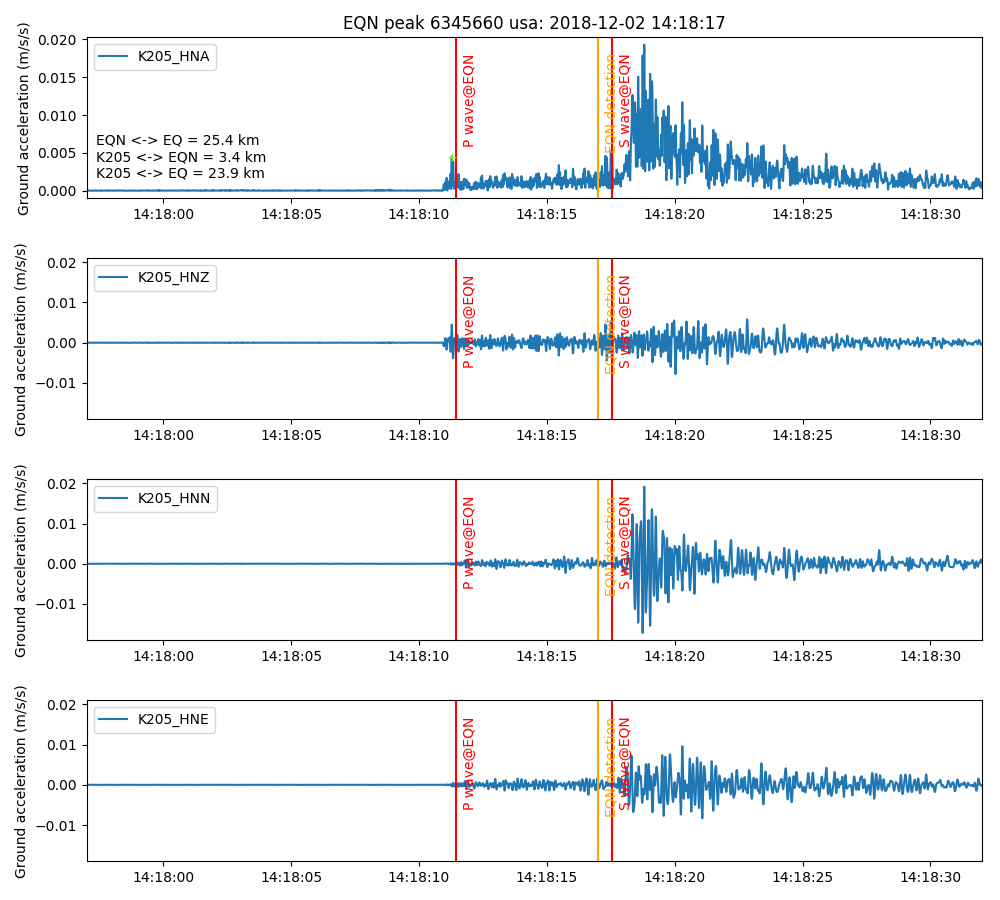 EQN peak 6345660 usa: 2018-12-02 14:18:17
Ground acceleration (m/s/s)
0.020
0.015
0.010
0.005
0.000
K205_HNA
EQN <-> EQ = 25.4 km
K205 <-> EQN = 3.4 km
K205 <-> EQ = 23.9 km
P wave@EQN
EQN detection
S wave@EQN
14:18:00 14:18:05 14:18:10 14:18:15 14:18:20 14:18:25 14:18:30
Ground acceleration (m/s/s)
0.02
0.01
0.00
−0.01
K205_HNZ
P wave@EQN
EQN detection
S wave@EQN
14:18:00 14:18:05 14:18:10 14:18:15 14:18:20 14:18:25 14:18:30
Ground acceleration (m/s/s)
0.02
0.01
0.00
−0.01
K205_HNN
P wave@EQN
EQN detection
S wave@EQN
14:18:00 14:18:05 14:18:10 14:18:15 14:18:20 14:18:25 14:18:30
Ground acceleration (m/s/s)
0.02
0.01
0.00
−0.01
K205_HNE
P wave@EQN
EQN detection
S wave@EQN
14:18:00 14:18:05 14:18:10 14:18:15 14:18:20 14:18:25 14:18:30